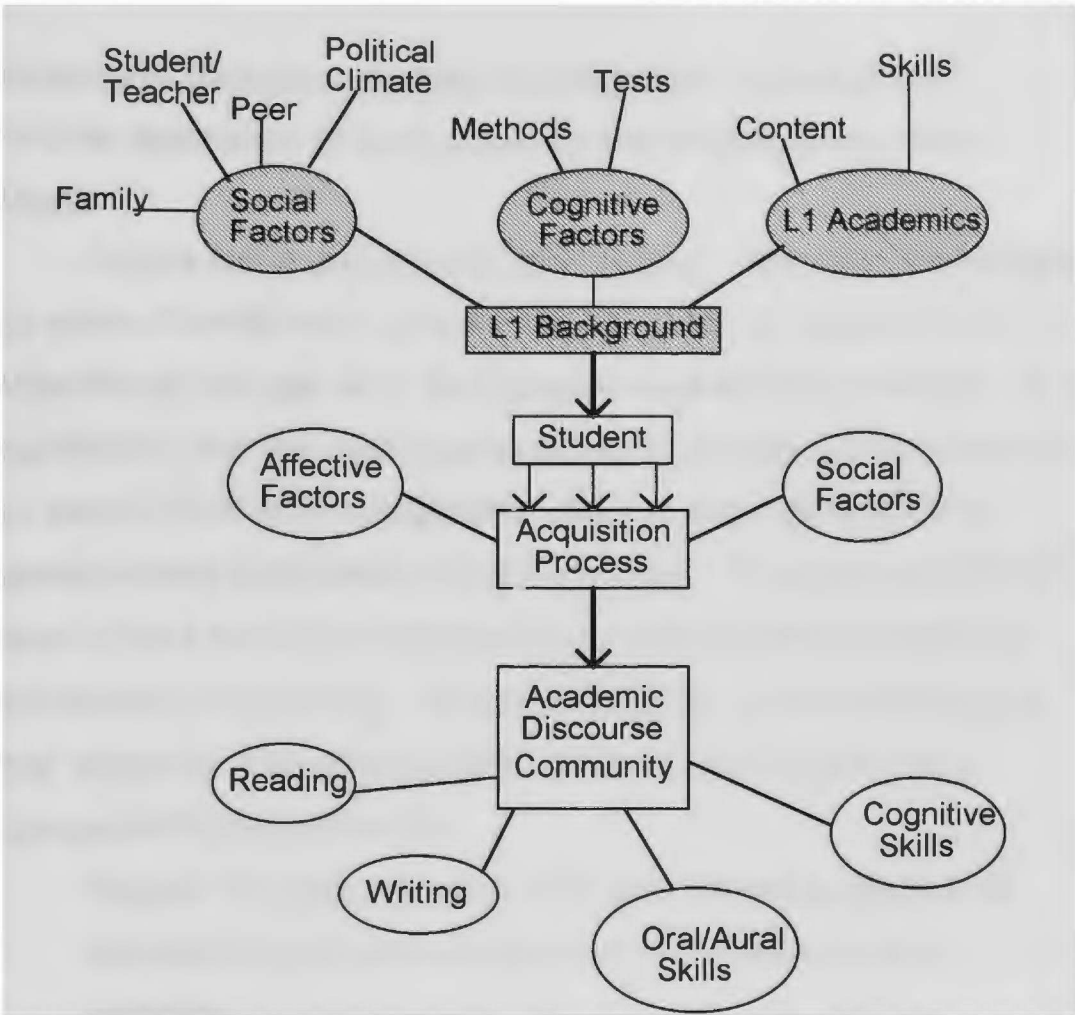 Student/
Teacher
Peer
Political
Climate
Family
Social
Factors
Methods
Tests
Cognitive
Factors
Content
Skills
L1 Academics
L1 Background
Student
Affective
Factors
Social
Factors
Acquisition
Process
Academic
Discourse
Community
Reading
Writing
Oral/Aural
Skills
Cognitive
Skills